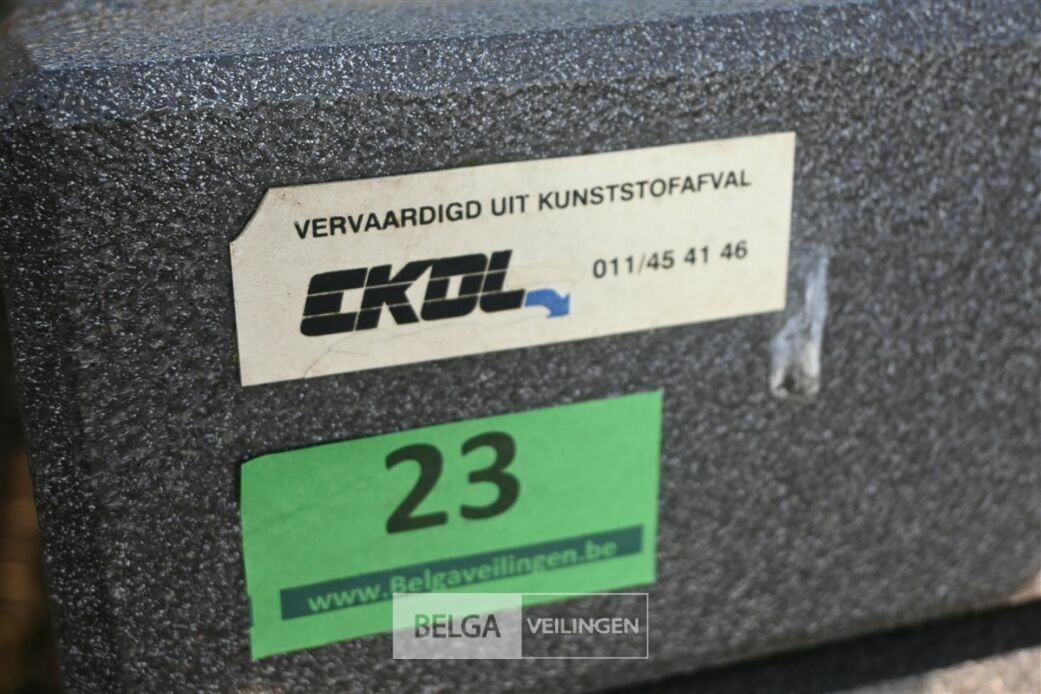 VERVAARDIGD UIT KUNSTSTOFAFVAL
EKOL 011/45 41 46
23
www.Belgaveilingen.be
BELGA VEILINGEN